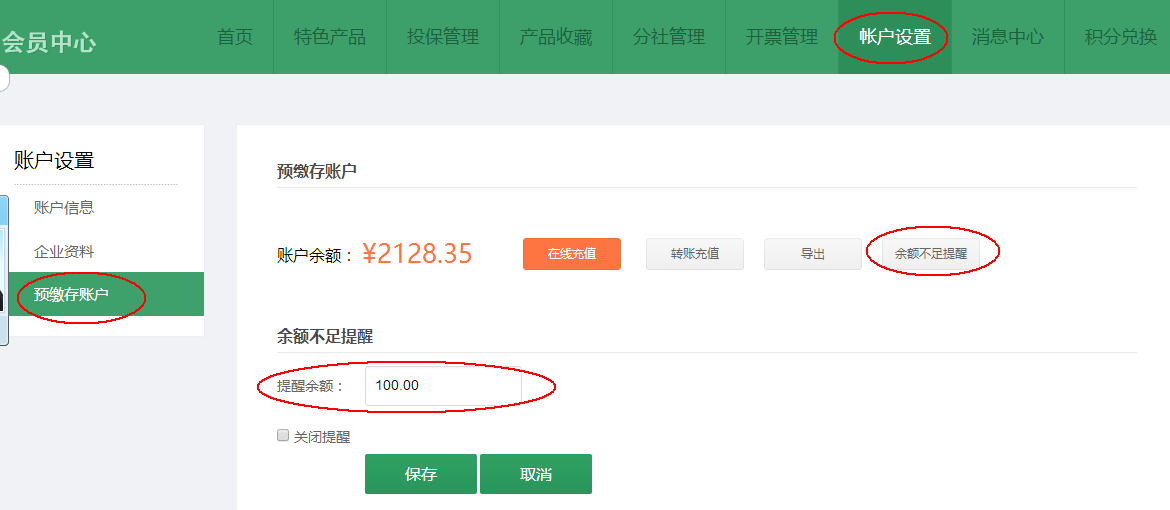 会员中心 首页 特色产品 投保管理 产品收藏 分社管理 开票管理 帐户设置 消息中心 积分兑换
账户设置
账户信息
企业资料
预缴存账户
预缴存账户
账户余额： ¥2128.35 在线充值 转账充值 导出 余额不足提醒
余额不足提醒
提醒余额： 100.00
关闭提醒
保存 取消